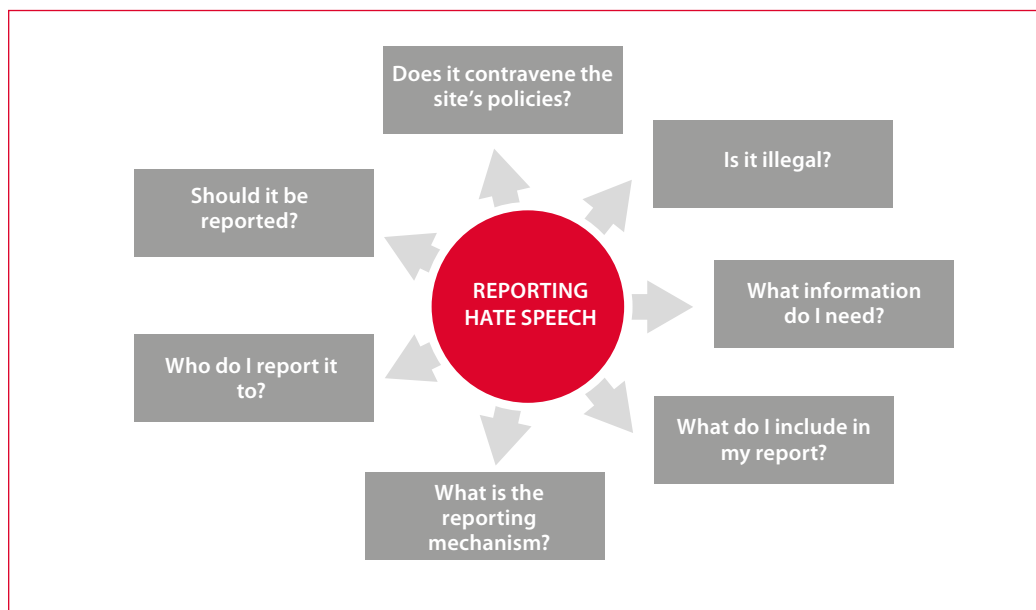 Does it contravene the
site’s policies?
Is it illegal?
Should it be
reported?
REPORTING
HATE SPEECH
What information
do I need?
Who do I report it
to?
What do I include in
my report?
What is the
reporting
mechanism?